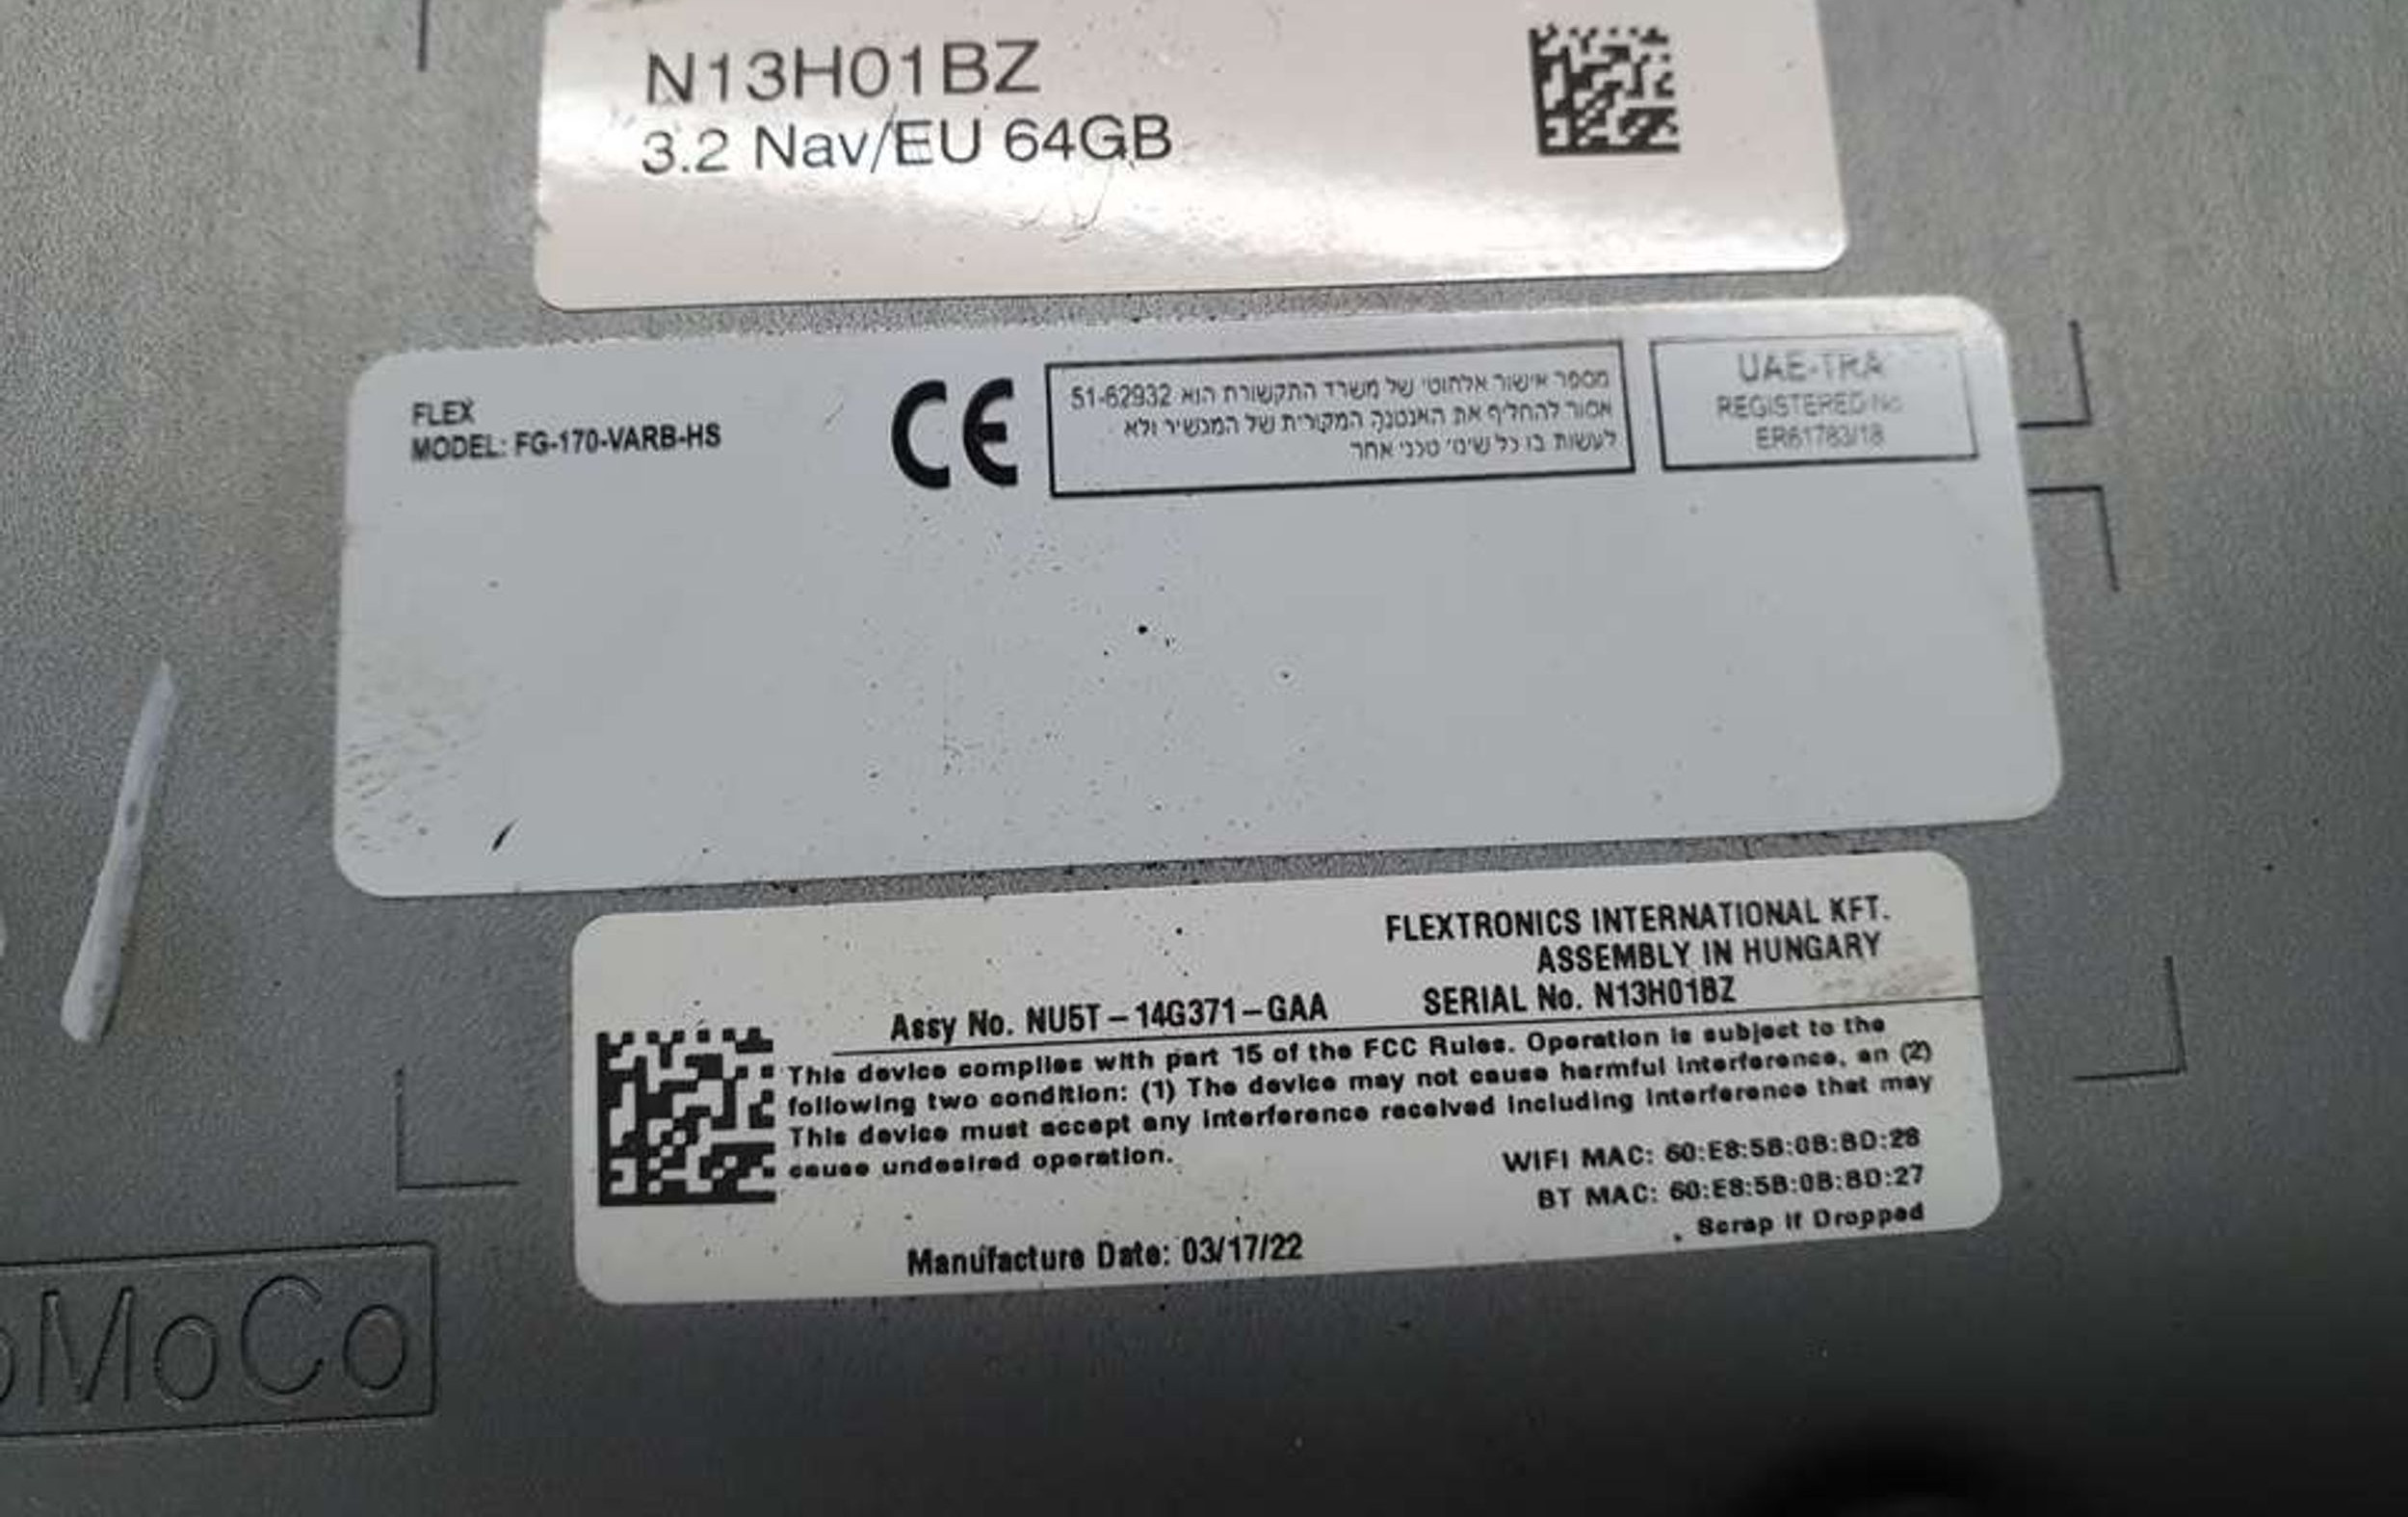 N13H01BZ
3.2 Nav/EU 64GB
FLEX
MODEL: FG-170-VARB-HS
CE
מספר אישור אלחוטי של משרד התקשורת הוא 51-62932
אסור להחליף את האנטנה המקורית של המכשיר ולא
לעשות בו כל שינוי טכני אחר
UAE-TRA
REGISTERED No
ER61783/18
FLEXTRONICS INTERNATIONAL KFT.
ASSEMBLY IN HUNGARY
Assy No. NU5T-14G371-GAA SERIAL No. N13H01BZ
This device complies with part 15 of the FCC Rules. Operation is subject to the
following two condition: (1) The device may not cause harmful interference, an (2)
This device must accept any interference received including interference that may
cause undesired operation.
WIFI MAC: 60:E8:5B:0B:8D:28
BT MAC: 60:E8:5B:0B:8D:27
Scrap if Dropped
Manufacture Date: 03/17/22
oMoCo